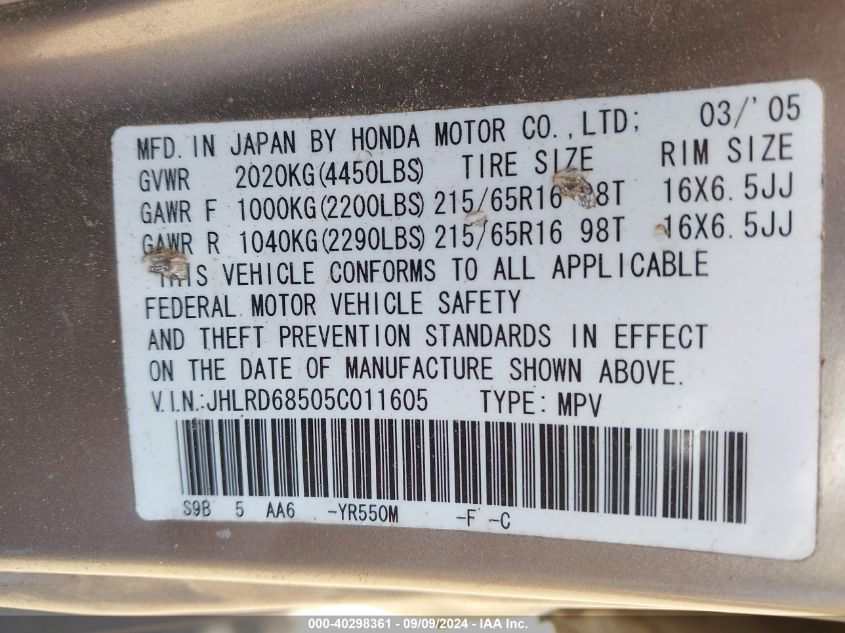 MFD. IN JAPAN BY HONDA MOTOR CO., LTD; 03/'05
GVWR 2020KG(4450LBS) TIRE SIZE RIM SIZE
GAWR F 1000KG(2200LBS) 215/65R16 98T 16X6.5JJ
GAWR R 1040KG(2290LBS) 215/65R16 98T 16X6.5JJ
THIS VEHICLE CONFORMS TO ALL APPLICABLE
FEDERAL MOTOR VEHICLE SAFETY
AND THEFT PREVENTION STANDARDS IN EFFECT
ON THE DATE OF MANUFACTURE SHOWN ABOVE.
V.I.N.:JHLRD68505C011605 TYPE: MPV
S9B 5 AA6 -YR550M -F -C
000-40298361 - 09/09/2024 - IAA Inc.